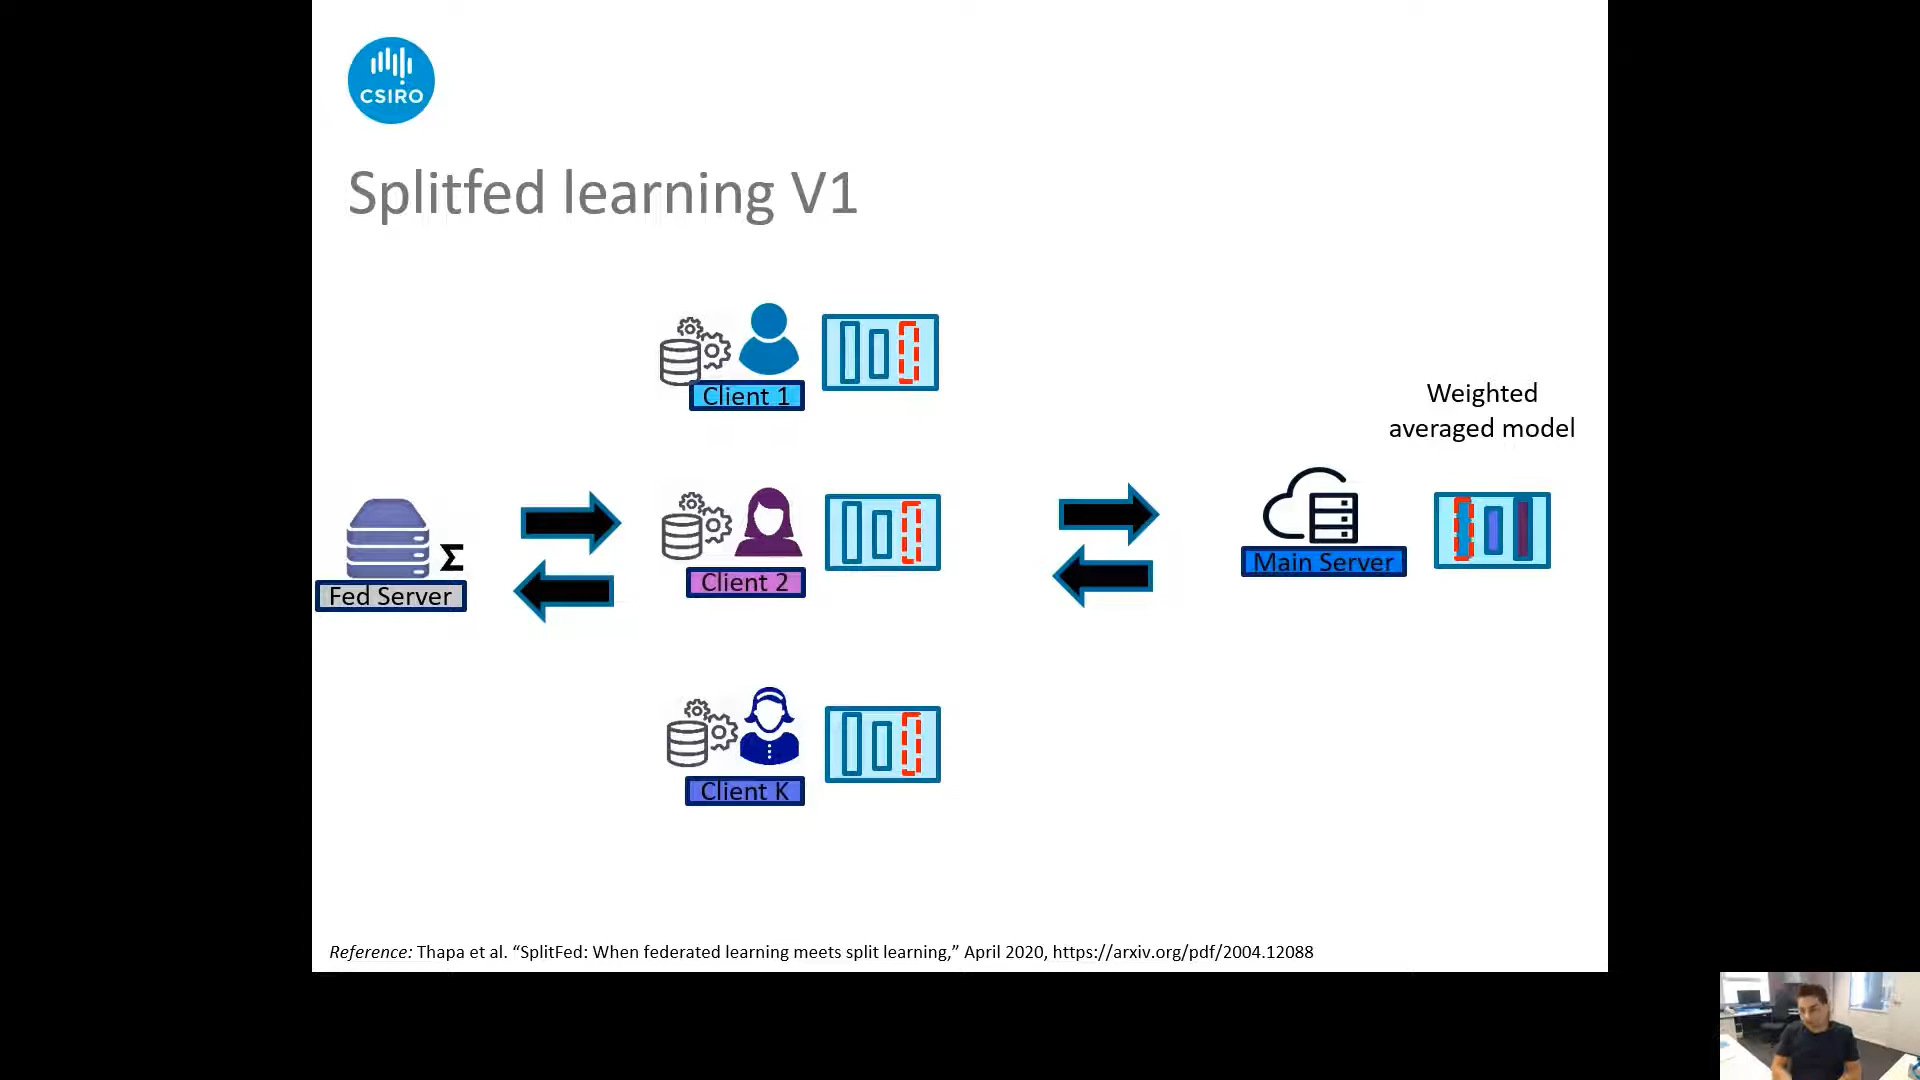 CSIRO
Splitfed learning V1
Client 1
Weighted
averaged model
Σ
Fed Server
Client 2
Main Server
Client K
Reference: Thapa et al. “SplitFed: When federated learning meets split learning,” April 2020, https://arxiv.org/pdf/2004.12088